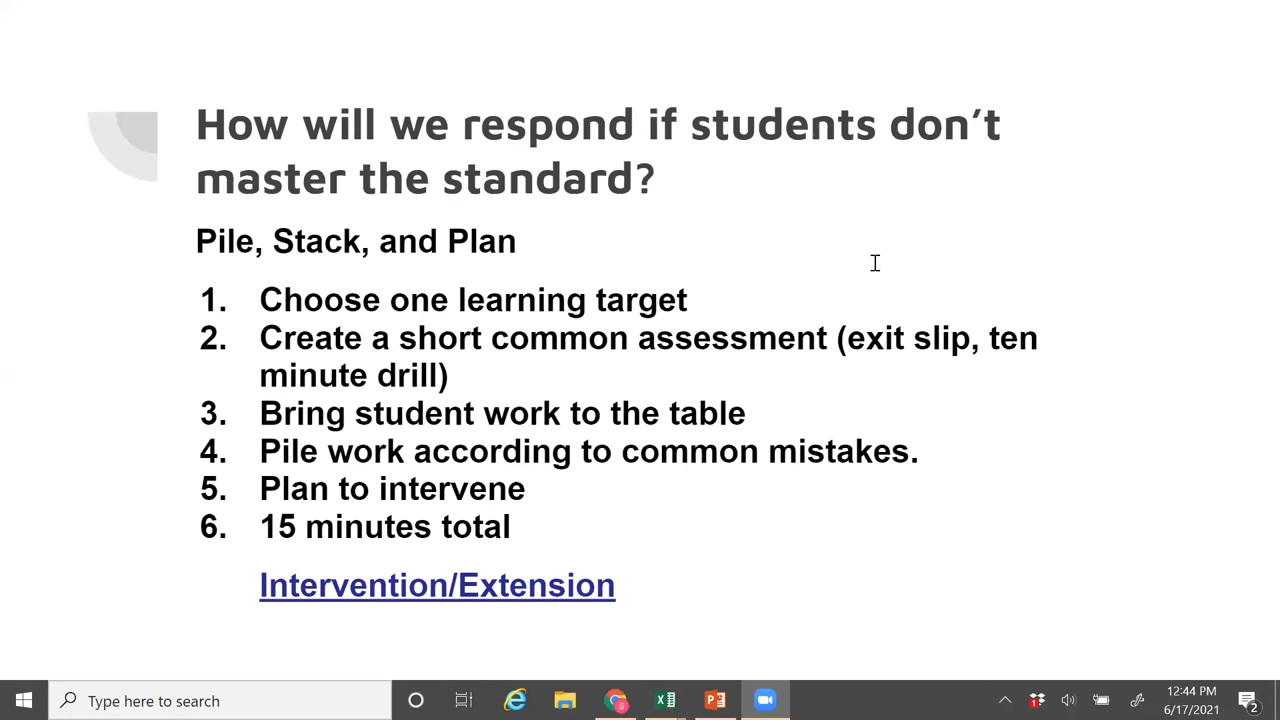 How will we respond if students don’t
master the standard?
Pile, Stack, and Plan
1. Choose one learning target
2. Create a short common assessment (exit slip, ten
minute drill)
3. Bring student work to the table
4. Pile work according to common mistakes.
5. Plan to intervene
6. 15 minutes total
Intervention/Extension
Type here to search
12:44 PM
6/17/2021
2